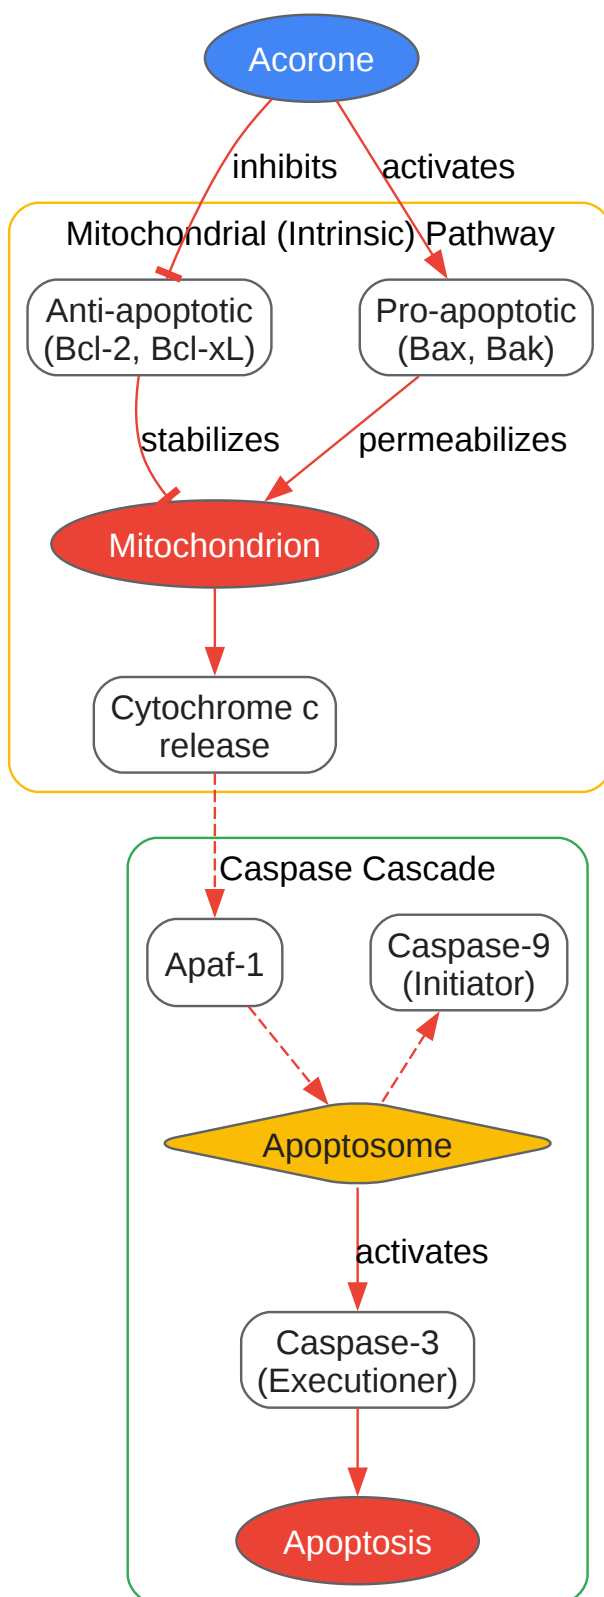 Acorone
inhibits
activates
Mitochondrial (Intrinsic) Pathway
Anti-apoptotic
(Bcl-2, Bcl-xL)
Pro-apoptotic
(Bax, Bak)
stabilizes
permeabilizes
Mitochondrion
Cytochrome c
release
Caspase Cascade
Apaf-1
Caspase-9
(Initiator)
Apoptosome
activates
Caspase-3
(Executioner)
Apoptosis